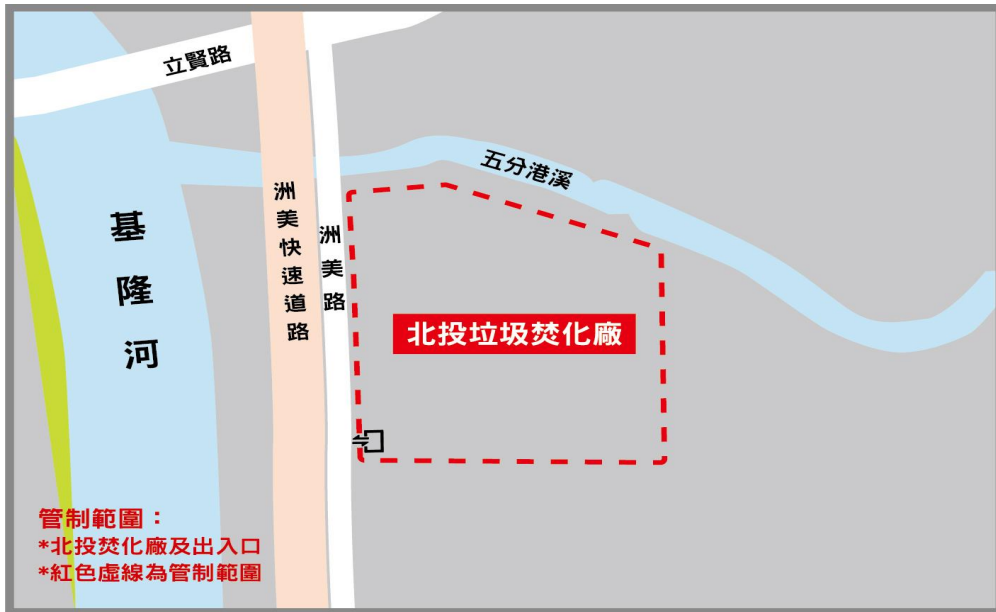 立賢路
五分港溪
洲美快速道路
洲美路
基隆河
北投垃圾焚化廠
管制範圍：
*北投焚化廠及出入口
*紅色虛線為管制範圍